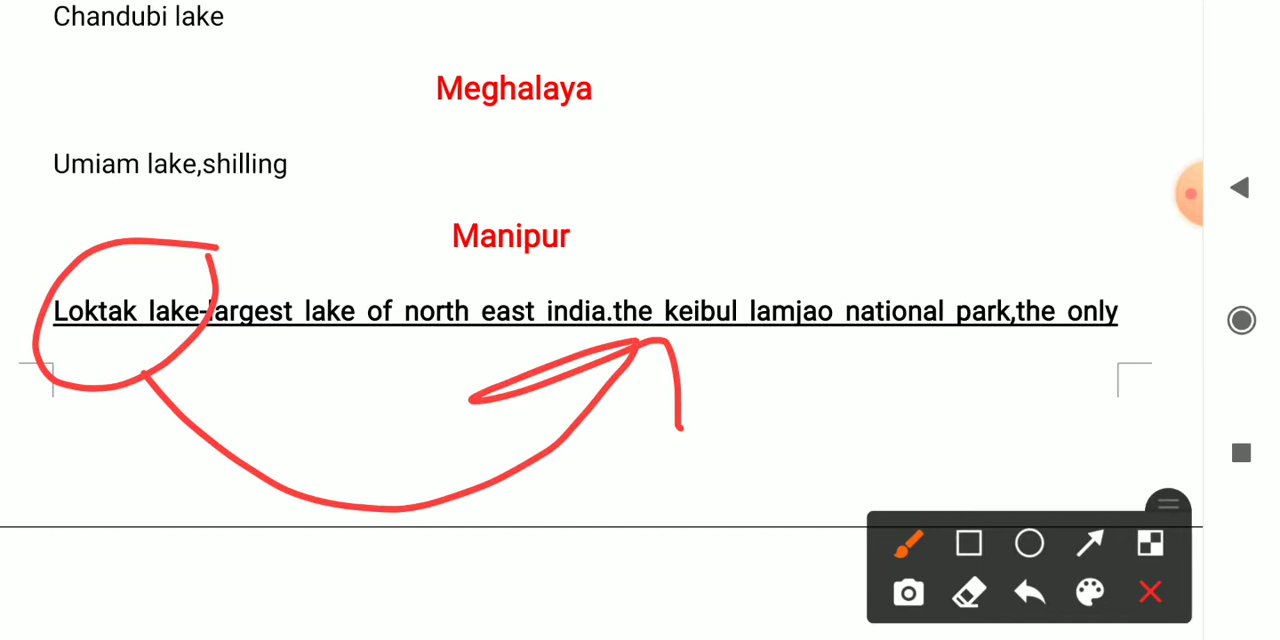 Chandubi lake
Meghalaya
Umiam lake,shilling
Manipur
Loktak lake-largest lake of north east india.the keibul lamjao national park,the only